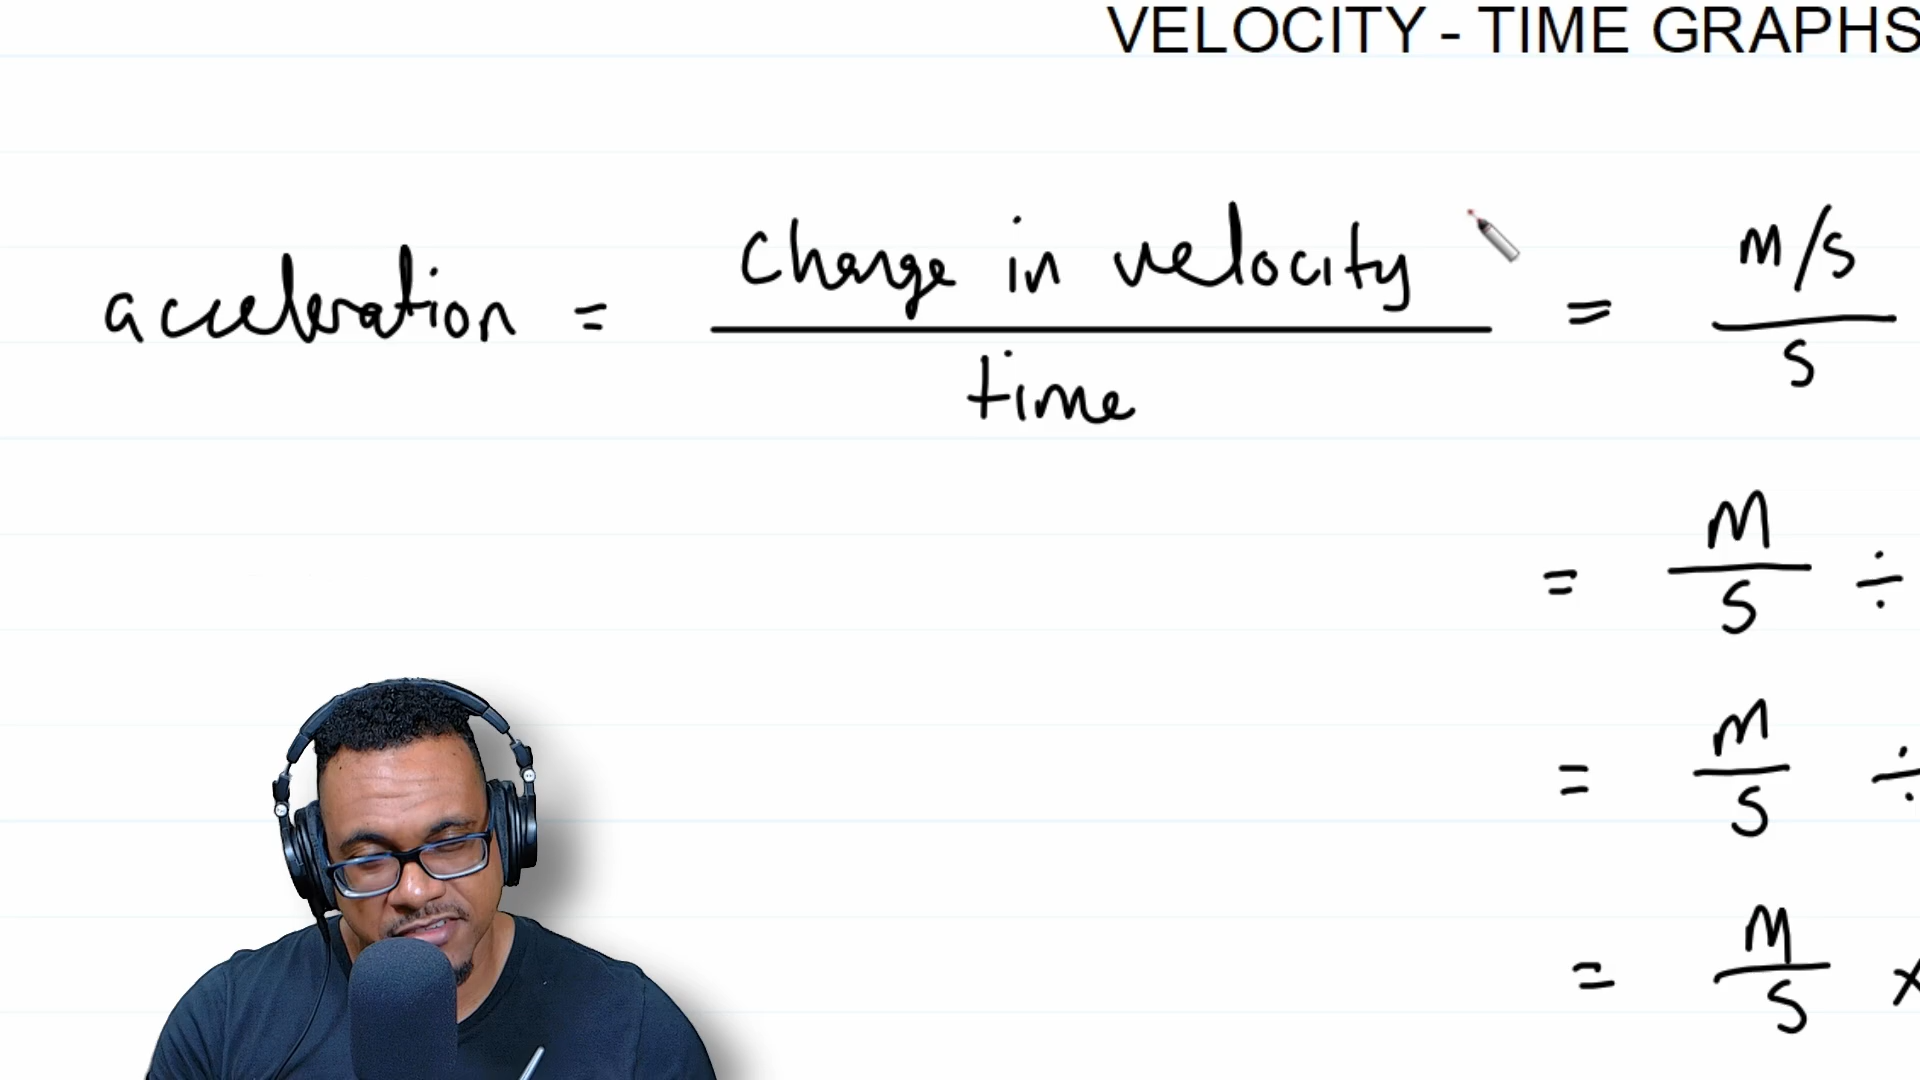 VELOCITY - TIME GRAPHS
acceleration = change in velocity / time = m/s / s
= m / s ÷
= m / s ÷
= m / s ×